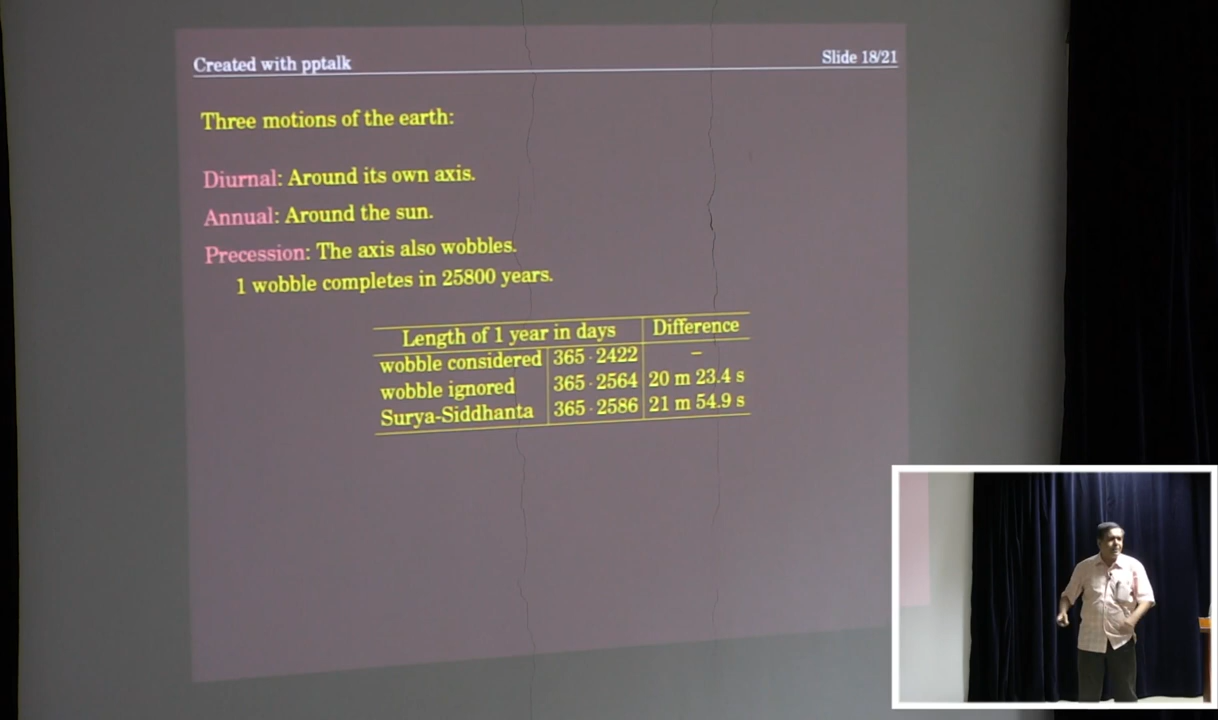 Created with pptalk
Slide 18/21
Three motions of the earth:
Diurnal: Around its own axis.
Annual: Around the sun.
Precession: The axis also wobbles.
1 wobble completes in 25800 years.
Length of 1 year in days Difference
wobble considered 365·2422 –
wobble ignored 365·2564 20 m 23.4 s
Surya-Siddhanta 365·2586 21 m 54.9 s